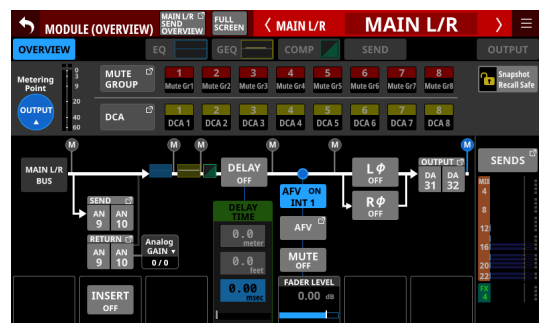 MODULE (OVERVIEW)
MAIN L/R
SEND
OVERVIEW
FULL
SCREEN
MAIN L/R
MAIN L/R
OVERVIEW
EQ
GEQ
COMP
SEND
OUTPUT
Metering
Point
OUTPUT
0
3
9
20
40
60
MUTE
GROUP
1
Mute Gr1
2
Mute Gr2
3
Mute Gr3
4
Mute Gr4
5
Mute Gr5
6
Mute Gr6
7
Mute Gr7
8
Mute Gr8
DCA
1
DCA 1
2
DCA 2
3
DCA 3
4
DCA 4
5
DCA 5
6
DCA 6
7
DCA 7
8
DCA 8
Snapshot
Recall Safe
M
M
M
M
M
MAIN L/R
BUS
DELAY
OFF
L Ø
OFF
R Ø
OFF
OUTPUT
DA
31
DA
32
SENDS
AFV ON
INT 1
SEND
AN
9
AN
10
RETURN
AN
9
AN
10
Analog
GAIN ▼
0 / 0
INSERT
OFF
DELAY
TIME
0.0
meter
0.0
feet
0.00
msec
AFV
MUTE
OFF
FADER LEVEL
0.00 dB
MII
4
8
12
16
20
22
FX
4